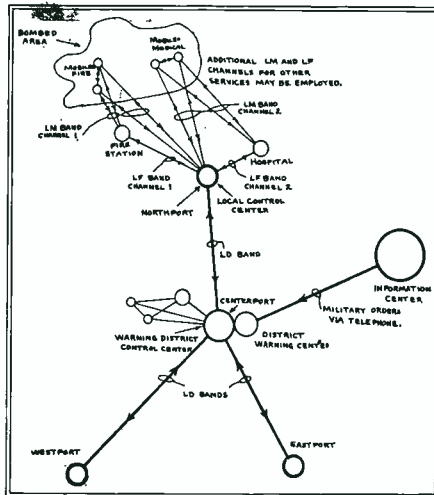 BOMBED
AREA
MOBILE
MEDICAL
MOBILE
FIRE
ADDITIONAL LM AND LF
CHANNELS FOR OTHER
SERVICES MAY BE EMPLOYED.
LM BAND
CHANNEL 2
LM BAND
CHANNEL 1
FIRE
STATION
HOSPITAL
LF BAND
CHANNEL 1
LF BAND
CHANNEL 2
NORTHPORT
LOCAL CONTROL
CENTER
LD BAND
INFORMATION
CENTER
CENTERPORT
MILITARY ORDERS
VIA TELEPHONE.
WARNING DISTRICT
CONTROL CENTER
DISTRICT
WARNING CENTER
LD BANDS
WESTPORT
EASTPORT